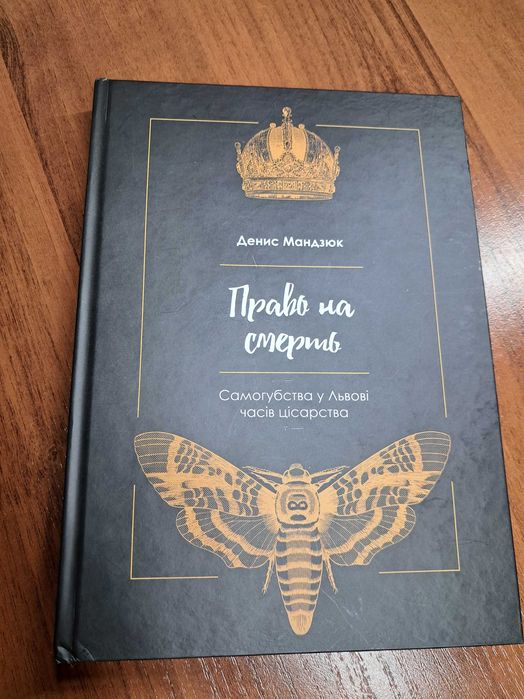 Денис Мандзюк
Право на
смерть
Самогубства у Львові
часів цісарства